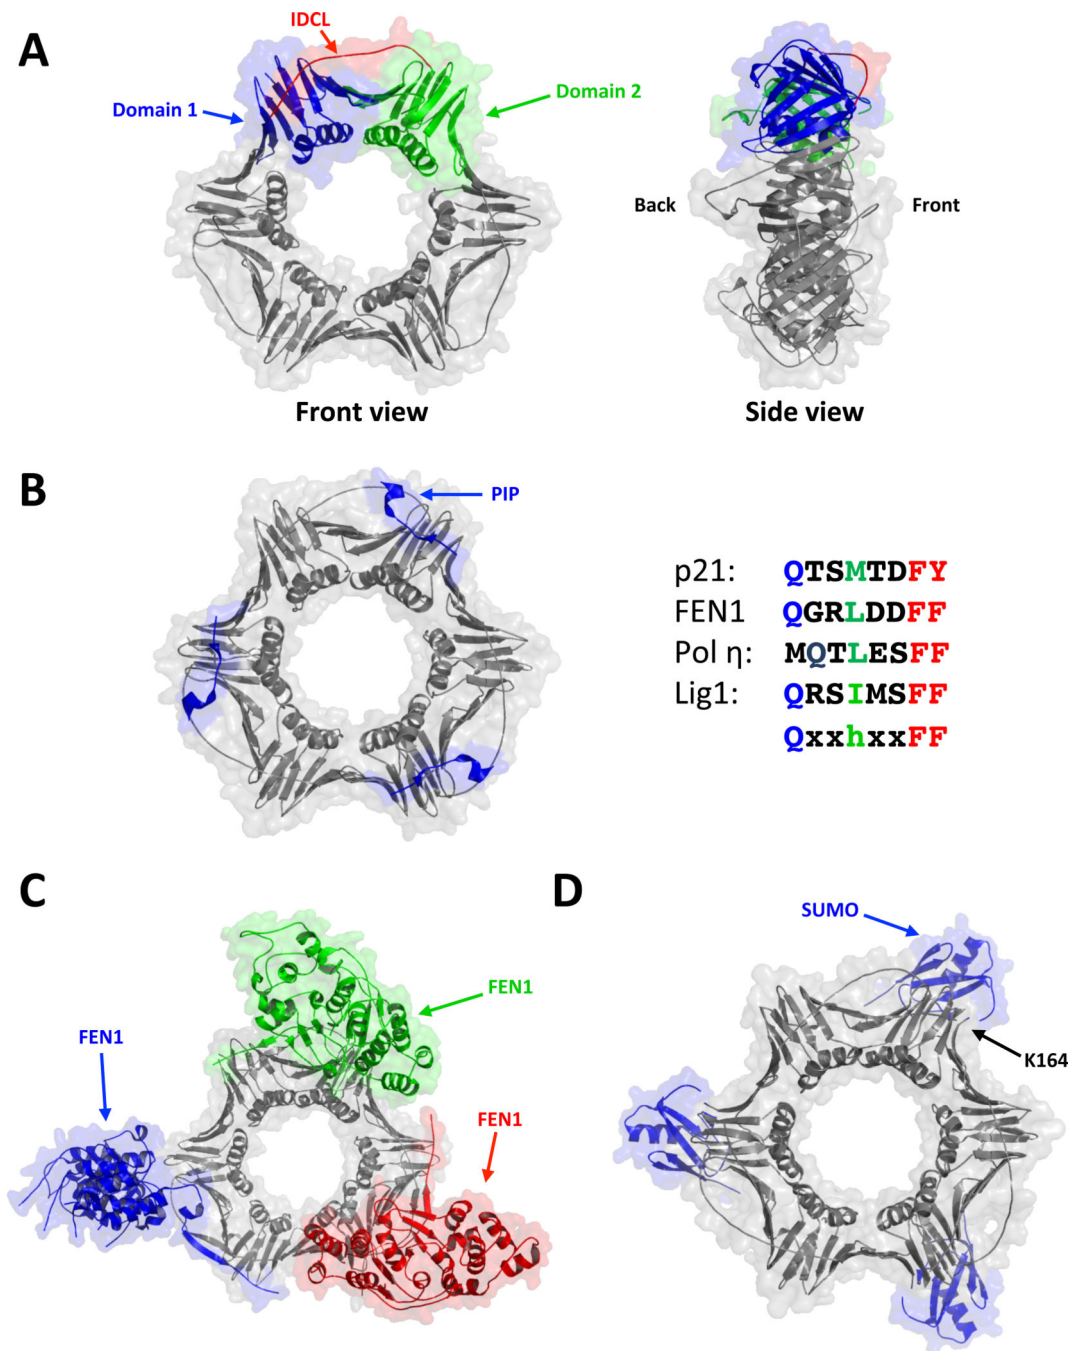 A
IDCL
Domain 1
Domain 2
Back
Front
Front view
Side view
B
PIP
p21: QTSMTDFY
FEN1 QGRLDDFF
Pol η: MQTLESFF
Lig1: QRSIMSFF
QxxhxxFF
C
D
SUMO
FEN1
FEN1
K164
FEN1